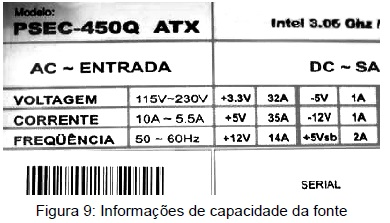 Modelo:
PSEC-450Q ATX
Intel 3.06 Ghz
AC ~ ENTRADA
DC ~ SA
VOLTAGEM 115V~230V +3.3V 32A -5V 1A
CORRENTE 10A ~ 5.5A +5V 35A -12V 1A
FREQÜÊNCIA 50 ~ 60Hz +12V 14A +5Vsb 2A
SERIAL
Figura 9: Informações de capacidade da fonte